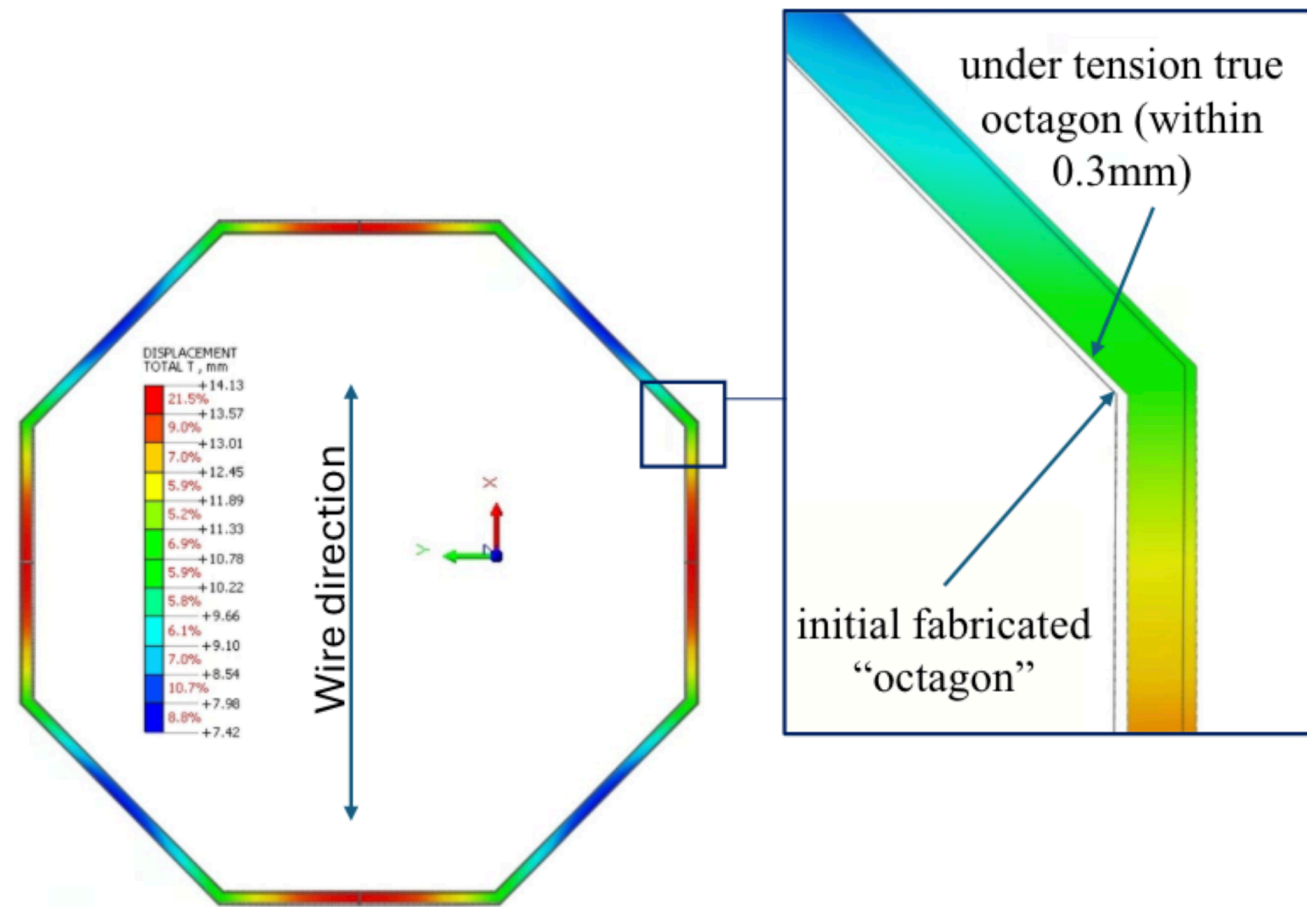 under tension true
octagon (within
0.3mm)
initial fabricated
“octagon”
DISPLACEMENT
TOTAL T , mm
+14.13
21.5%
+13.57
9.0%
+13.01
7.0%
+12.45
5.9%
+11.89
5.2%
+11.33
6.9%
+10.78
5.9%
+10.22
5.8%
+9.66
6.1%
+9.10
7.0%
+8.54
10.7%
+7.98
8.8%
+7.42
Wire direction
X
Y
Z